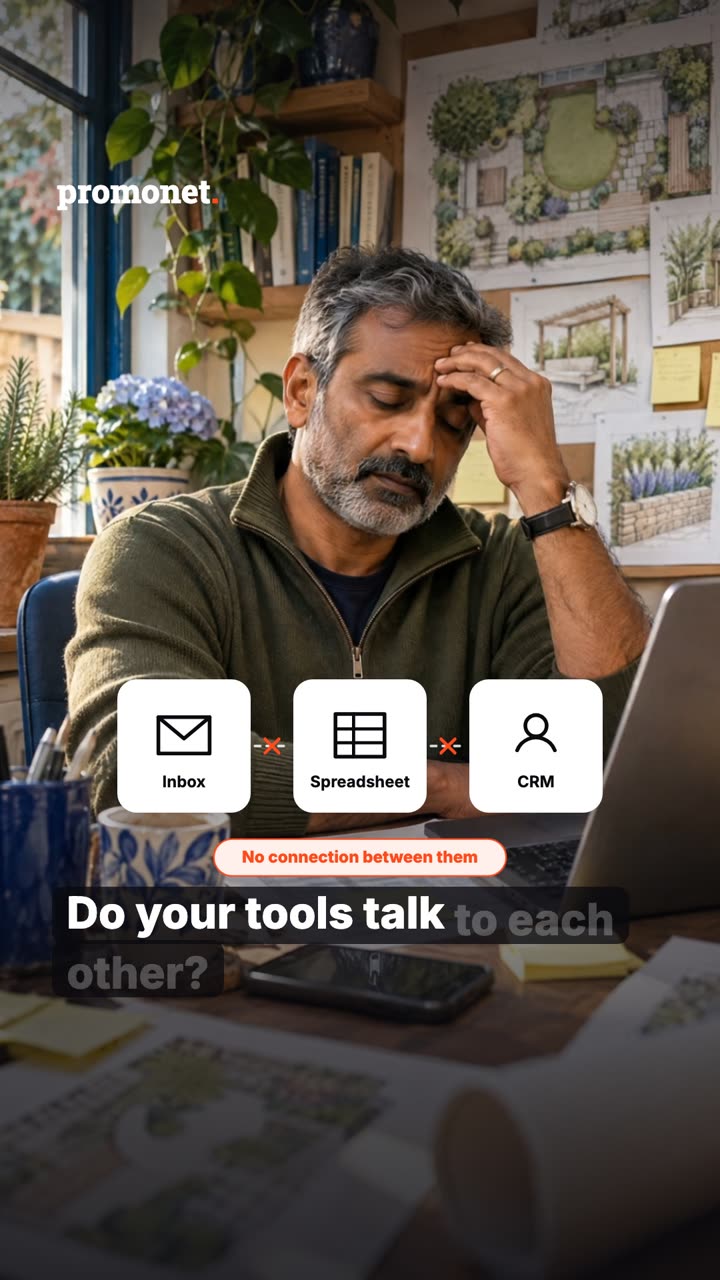 promonet.
Inbox
Spreadsheet
CRM
No connection between them
Do your tools talk to each
other?